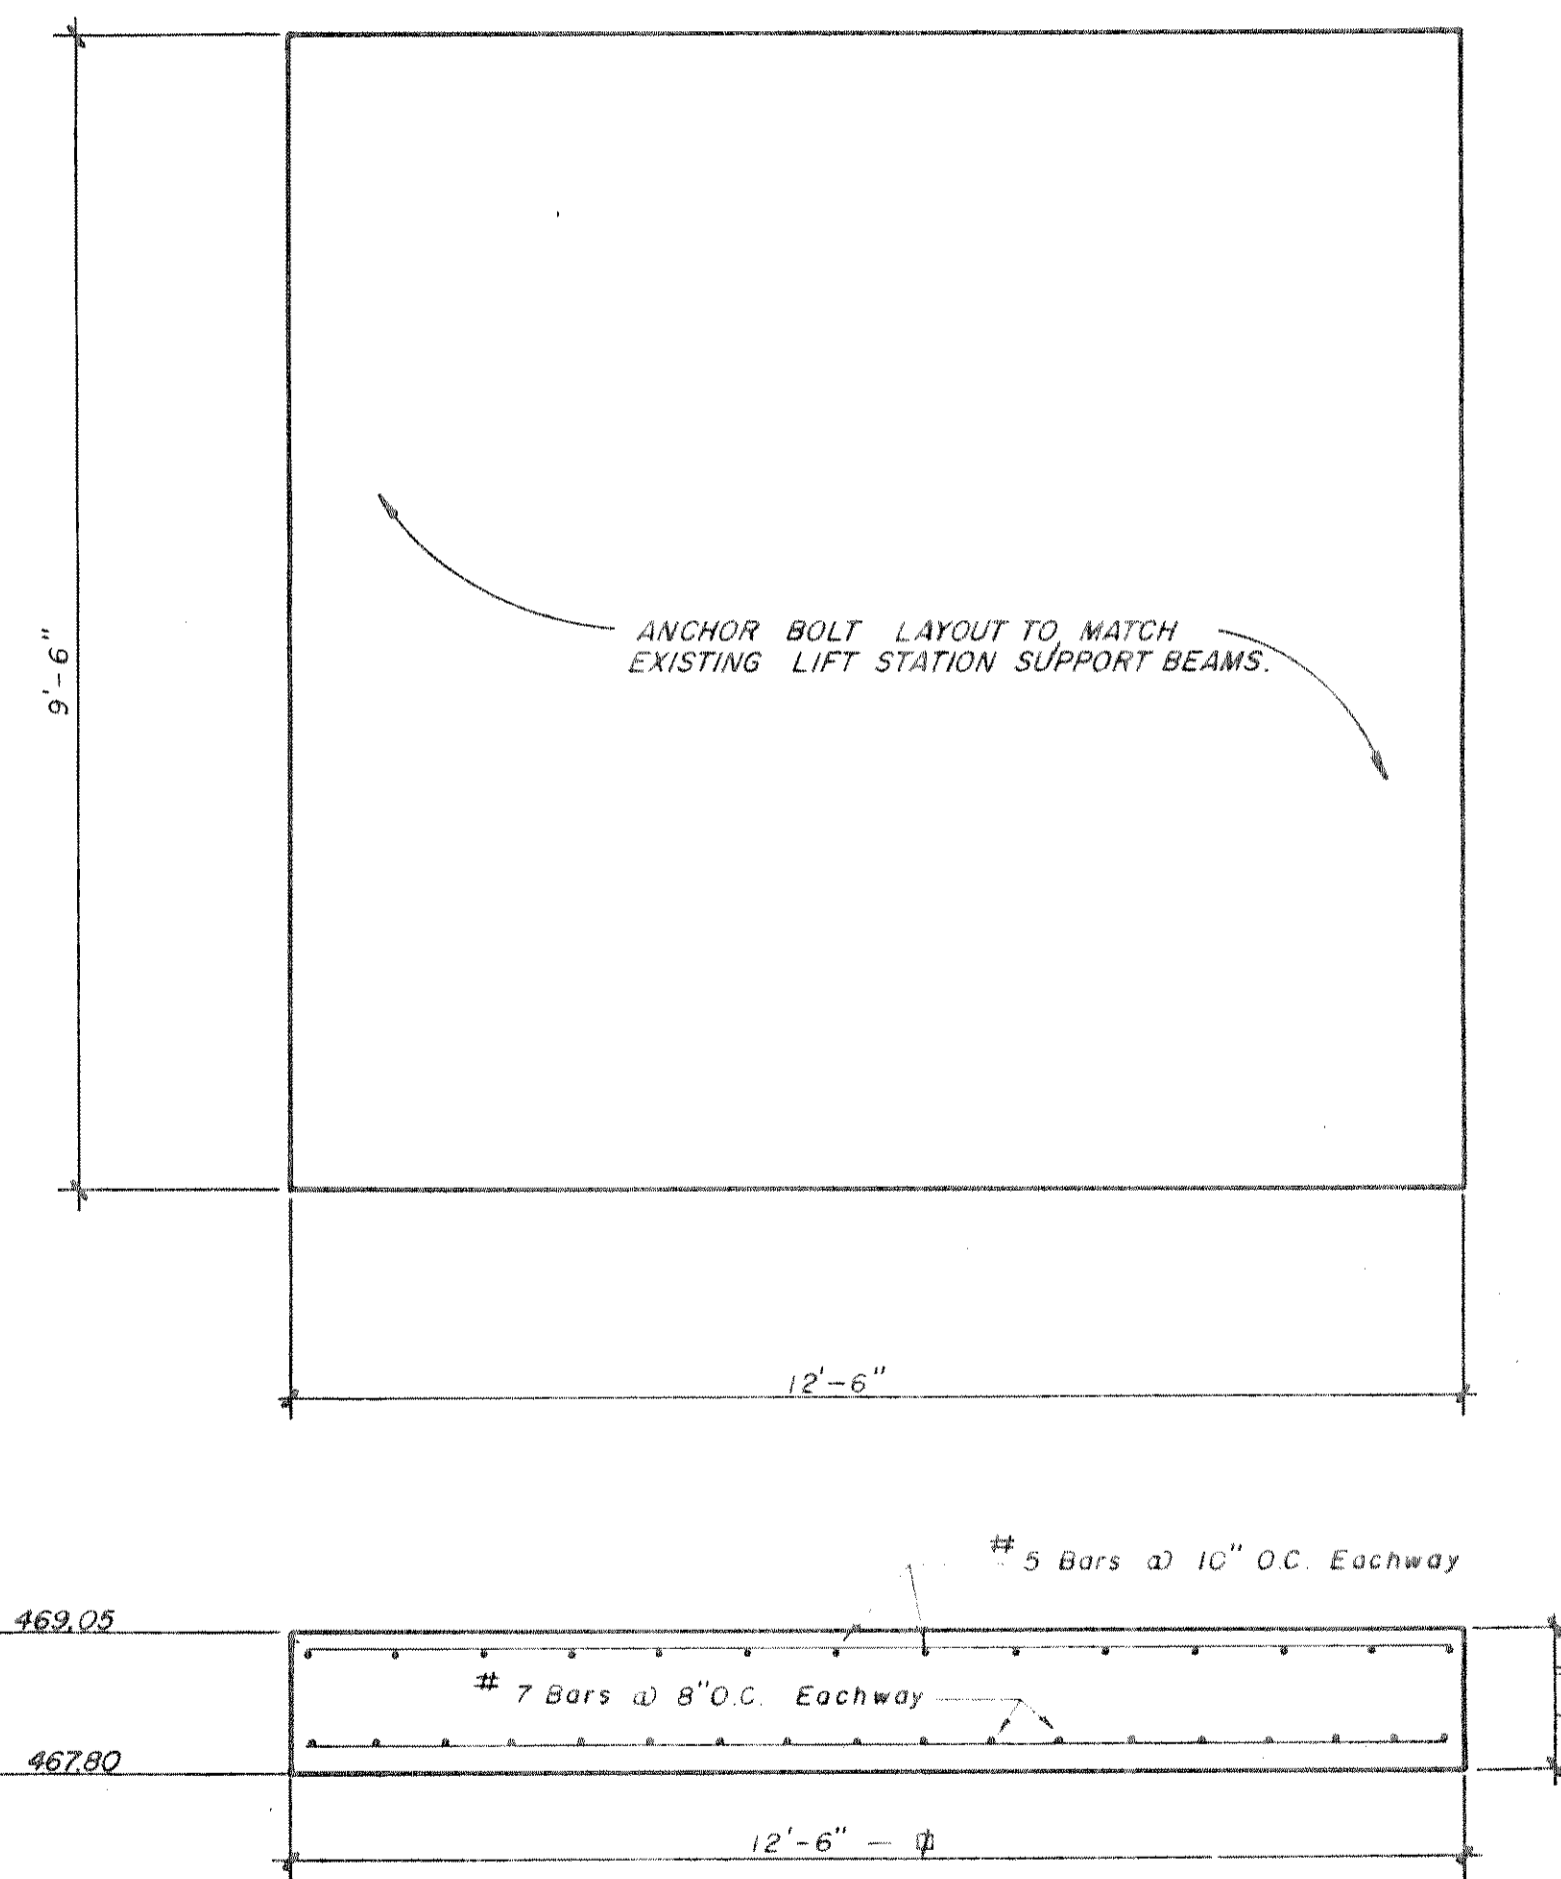 9'-6"
ANCHOR BOLT LAYOUT TO MATCH
EXISTING LIFT STATION SUPPORT BEAMS.
12'-6"
# 5 Bars @ 10" O.C. Eachway
469.05
# 7 Bars @ 8" O.C. Eachway
467.80
12'-6" —